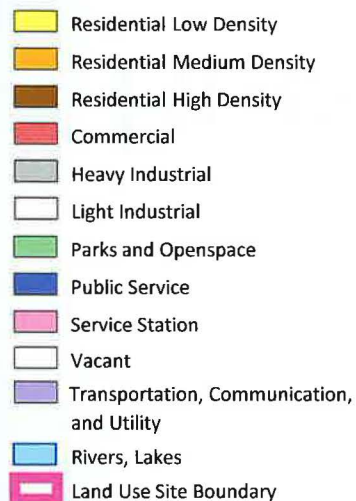 Residential Low Density
Residential Medium Density
Residential High Density
Commercial
Heavy Industrial
Light Industrial
Parks and Openspace
Public Service
Service Station
Vacant
Transportation, Communication,
and Utility
Rivers, Lakes
Land Use Site Boundary